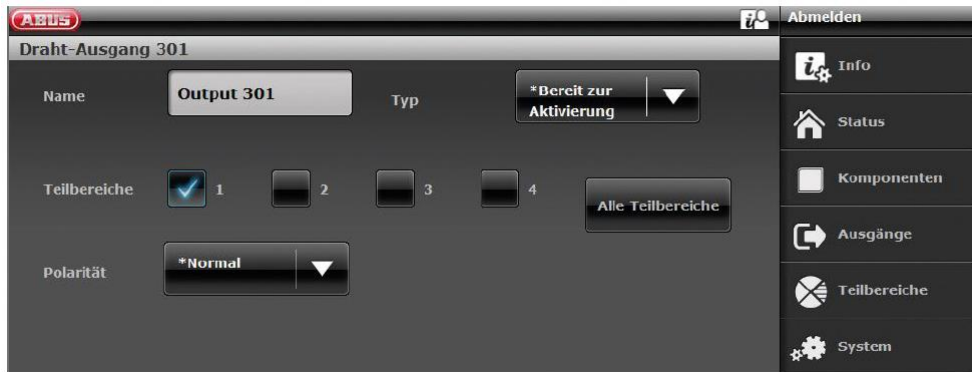 ABUS
Abmelden
Draht-Ausgang 301
Name
Output 301
Typ
*Bereit zur
Aktivierung
Teilbereiche
1
2
3
4
Alle Teilbereiche
Polarität
*Normal
Info
Status
Komponenten
Ausgänge
Teilbereiche
System